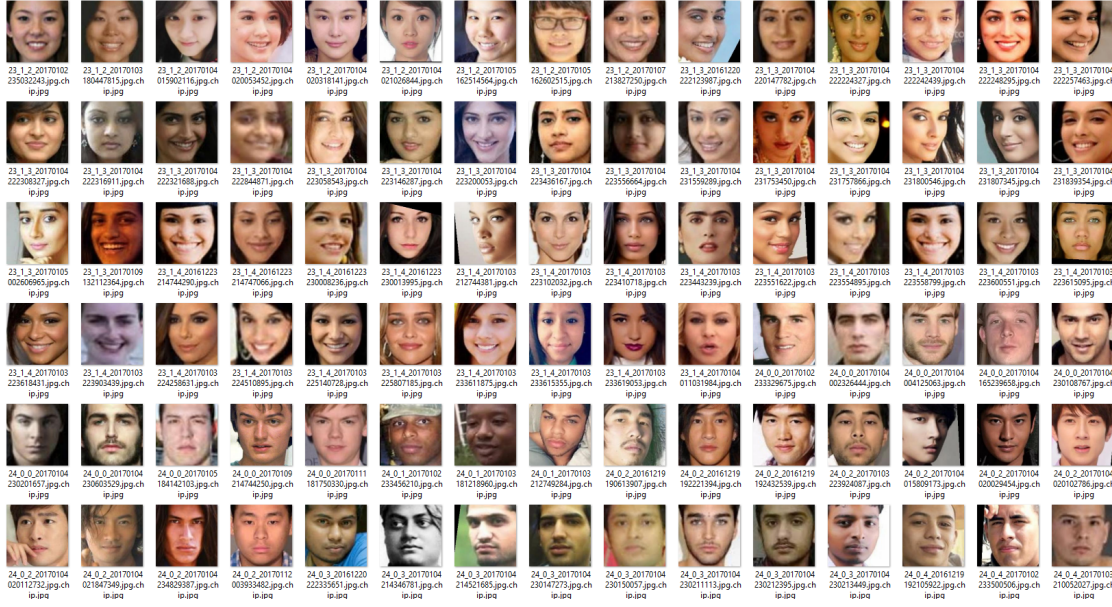 23_1_2_20170102
235032243.jpg.ch
ip.jpg
23_1_2_20170103
180447815.jpg.ch
ip.jpg
23_1_2_20170104
015902116.jpg.ch
ip.jpg
23_1_2_20170104
020053452.jpg.ch
ip.jpg
23_1_2_20170104
020318141.jpg.ch
ip.jpg
23_1_2_20170104
021026844.jpg.ch
ip.jpg
23_1_2_20170105
162514564.jpg.ch
ip.jpg
23_1_2_20170105
162602515.jpg.ch
ip.jpg
23_1_2_20170107
213827250.jpg.ch
ip.jpg
23_1_3_20161220
222123987.jpg.ch
ip.jpg
23_1_3_20170104
220147782.jpg.ch
ip.jpg
23_1_3_20170104
222224327.jpg.ch
ip.jpg
23_1_3_20170104
222242439.jpg.ch
ip.jpg
23_1_3_20170104
222248295.jpg.ch
ip.jpg
23_1_3_20170104
222257463.jpg.ch
ip.jpg
23_1_3_20170104
222308327.jpg.ch
ip.jpg
23_1_3_20170104
222316911.jpg.ch
ip.jpg
23_1_3_20170104
222321688.jpg.ch
ip.jpg
23_1_3_20170104
222844871.jpg.ch
ip.jpg
23_1_3_20170104
223058543.jpg.ch
ip.jpg
23_1_3_20170104
223146287.jpg.ch
ip.jpg
23_1_3_20170104
223200053.jpg.ch
ip.jpg
23_1_3_20170104
223436167.jpg.ch
ip.jpg
23_1_3_20170104
223556664.jpg.ch
ip.jpg
23_1_3_20170104
231559289.jpg.ch
ip.jpg
23_1_3_20170104
231753450.jpg.ch
ip.jpg
23_1_3_20170104
231757866.jpg.ch
ip.jpg
23_1_3_20170104
231800546.jpg.ch
ip.jpg
23_1_3_20170104
231807345.jpg.ch
ip.jpg
23_1_3_20170104
231839354.jpg.ch
ip.jpg
23_1_3_20170105
002606965.jpg.ch
ip.jpg
23_1_3_20170109
132112364.jpg.ch
ip.jpg
23_1_4_20161223
214744290.jpg.ch
ip.jpg
23_1_4_20161223
214747066.jpg.ch
ip.jpg
23_1_4_20161223
230008236.jpg.ch
ip.jpg
23_1_4_20161223
230013995.jpg.ch
ip.jpg
23_1_4_20170103
212744381.jpg.ch
ip.jpg
23_1_4_20170103
223102032.jpg.ch
ip.jpg
23_1_4_20170103
223410718.jpg.ch
ip.jpg
23_1_4_20170103
223443239.jpg.ch
ip.jpg
23_1_4_20170103
223551622.jpg.ch
ip.jpg
23_1_4_20170103
223554895.jpg.ch
ip.jpg
23_1_4_20170103
223558799.jpg.ch
ip.jpg
23_1_4_20170103
223600551.jpg.ch
ip.jpg
23_1_4_20170103
223615095.jpg.ch
ip.jpg
23_1_4_20170103
223618431.jpg.ch
ip.jpg
23_1_4_20170103
223903439.jpg.ch
ip.jpg
23_1_4_20170103
224258631.jpg.ch
ip.jpg
23_1_4_20170103
224510895.jpg.ch
ip.jpg
23_1_4_20170103
225140728.jpg.ch
ip.jpg
23_1_4_20170103
225807185.jpg.ch
ip.jpg
23_1_4_20170103
233611875.jpg.ch
ip.jpg
23_1_4_20170103
233615355.jpg.ch
ip.jpg
23_1_4_20170103
233619053.jpg.ch
ip.jpg
23_1_4_20170104
011031984.jpg.ch
ip.jpg
24_0_0_20170102
233329675.jpg.ch
ip.jpg
24_0_0_20170104
002326444.jpg.ch
ip.jpg
24_0_0_20170104
004125063.jpg.ch
ip.jpg
24_0_0_20170104
165239658.jpg.ch
ip.jpg
24_0_0_20170104
230108767.jpg.ch
ip.jpg
24_0_0_20170104
230201657.jpg.ch
ip.jpg
24_0_0_20170104
230603529.jpg.ch
ip.jpg
24_0_0_20170105
184142103.jpg.ch
ip.jpg
24_0_0_20170109
214744250.jpg.ch
ip.jpg
24_0_0_20170111
181750330.jpg.ch
ip.jpg
24_0_1_20170102
233456210.jpg.ch
ip.jpg
24_0_1_20170103
181218960.jpg.ch
ip.jpg
24_0_1_20170103
212749284.jpg.ch
ip.jpg
24_0_2_20161219
190613907.jpg.ch
ip.jpg
24_0_2_20161219
192221394.jpg.ch
ip.jpg
24_0_2_20161219
192432539.jpg.ch
ip.jpg
24_0_2_20170103
223924087.jpg.ch
ip.jpg
24_0_2_20170104
015809173.jpg.ch
ip.jpg
24_0_2_20170104
020029454.jpg.ch
ip.jpg
24_0_2_20170104
020102786.jpg.ch
ip.jpg
24_0_2_20170104
020112732.jpg.ch
ip.jpg
24_0_2_20170104
021847349.jpg.ch
ip.jpg
24_0_2_20170104
234829387.jpg.ch
ip.jpg
24_0_2_20170112
003933482.jpg.ch
ip.jpg
24_0_3_20161220
222335651.jpg.ch
ip.jpg
24_0_3_20170104
214346781.jpg.ch
ip.jpg
24_0_3_20170104
214521685.jpg.ch
ip.jpg
24_0_3_20170104
230147273.jpg.ch
ip.jpg
24_0_3_20170104
230150057.jpg.ch
ip.jpg
24_0_3_20170104
230211113.jpg.ch
ip.jpg
24_0_3_20170104
230212395.jpg.ch
ip.jpg
24_0_3_20170104
230213449.jpg.ch
ip.jpg
24_0_4_20161219
192105922.jpg.ch
ip.jpg
24_0_4_20170102
233500506.jpg.ch
ip.jpg
24_0_4_20170103
210052027.jpg.ch
ip.jpg